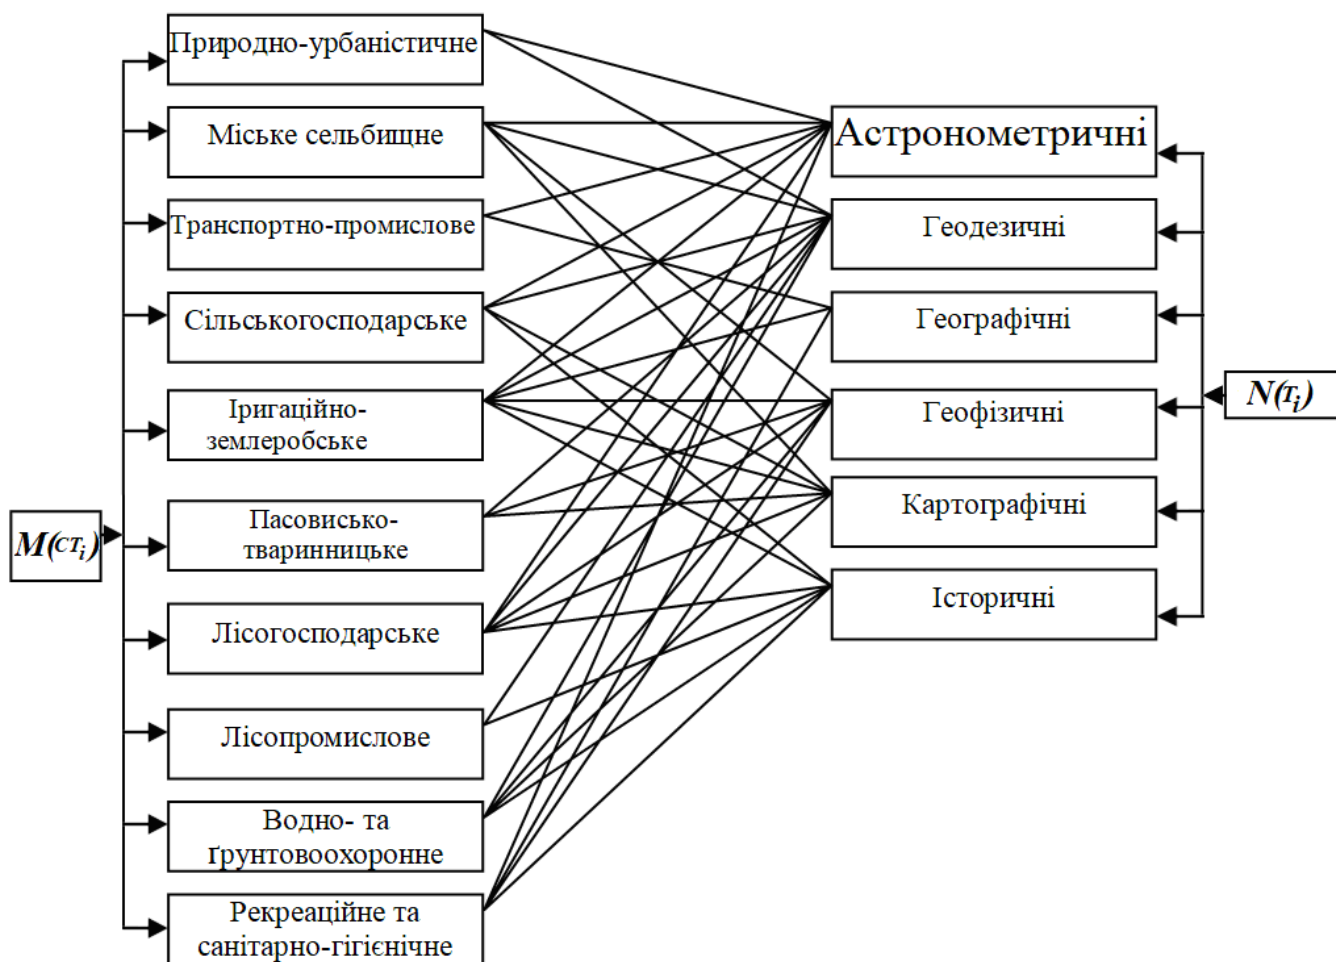 Природно-урбаністичне
Міське сельбищне
Транспортно-промислове
Сільськогосподарське
Іригаційно-
землеробське
Пасовисько-
тваринницьке
Лісогосподарське
Лісопромислове
Водно- та
ґрунтовоохоронне
Рекреаційне та
санітарно-гігієнічне
M(CTi)
Астронометричні
Геодезичні
Географічні
Геофізичні
Картографічні
Історичні
N(Ti)